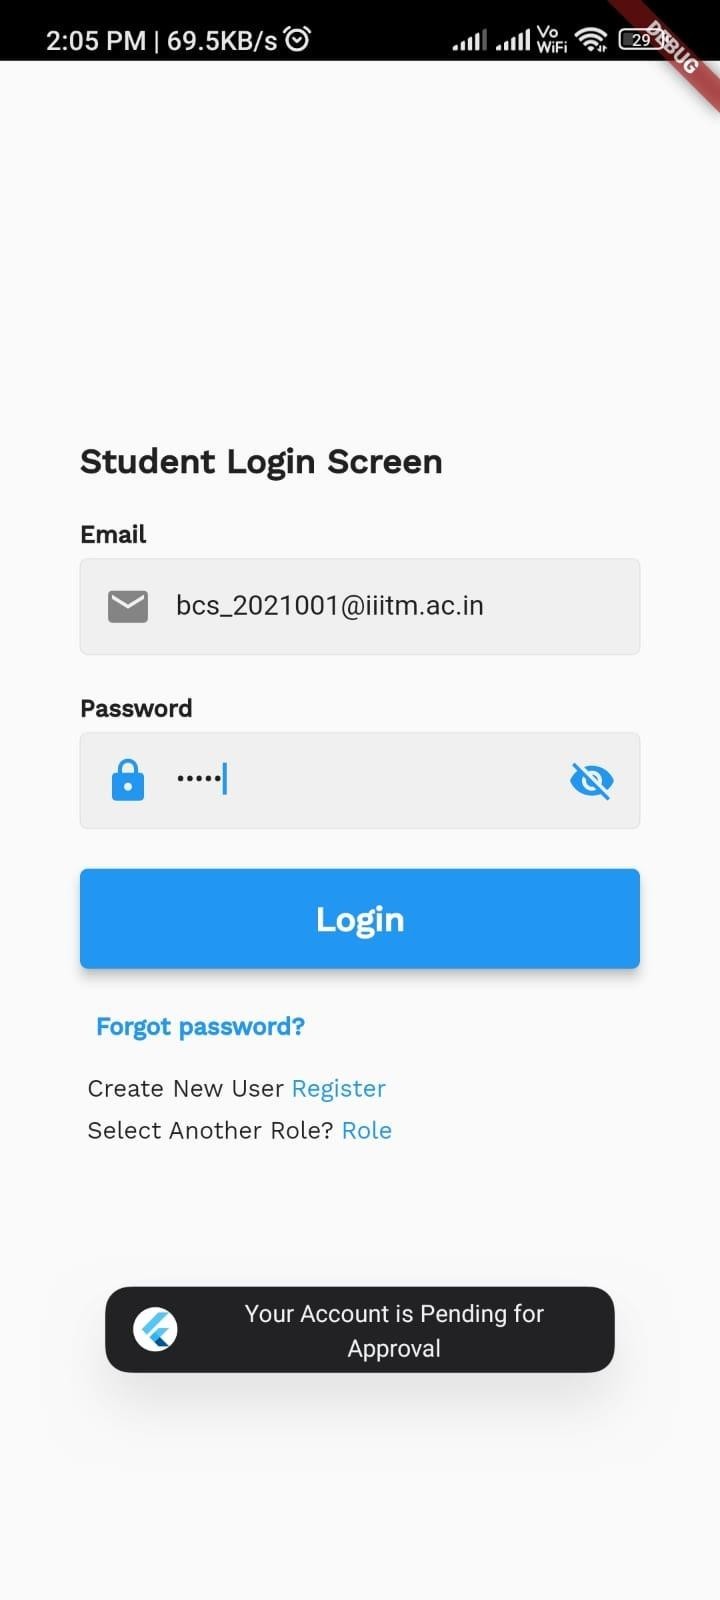 2:05 PM | 69.5KB/s
Vo
WiFi
29
DEBUG
Student Login Screen
Email
bcs_2021001@iiitm.ac.in
Password
•••••
Login
Forgot password?
Create New User Register
Select Another Role? Role
Your Account is Pending for
Approval